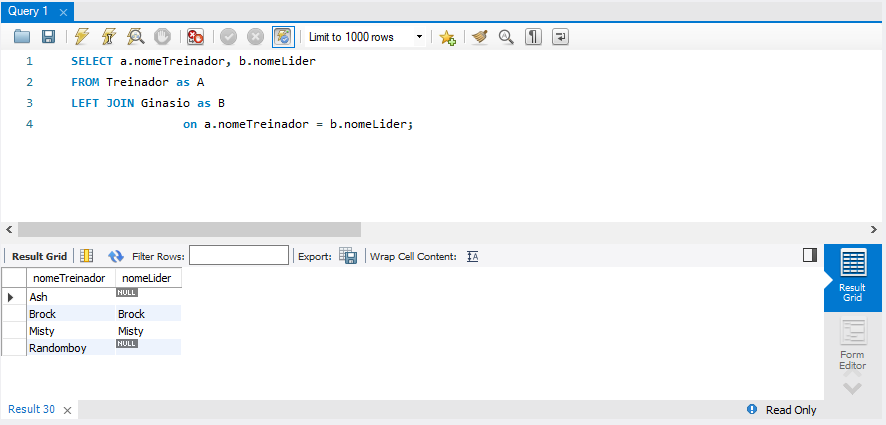 Query 1
Limit to 1000 rows
1 SELECT a.nomeTreinador, b.nomeLider
2 FROM Treinador as A
3 LEFT JOIN Ginasio as B
4 on a.nomeTreinador = b.nomeLider;
Result Grid Filter Rows: Export: Wrap Cell Content: IA
nomeTreinador nomeLider
Ash NULL
Brock Brock
Misty Misty
Randomboy NULL
Result
Grid
Form
Editor
Result 30 Read Only